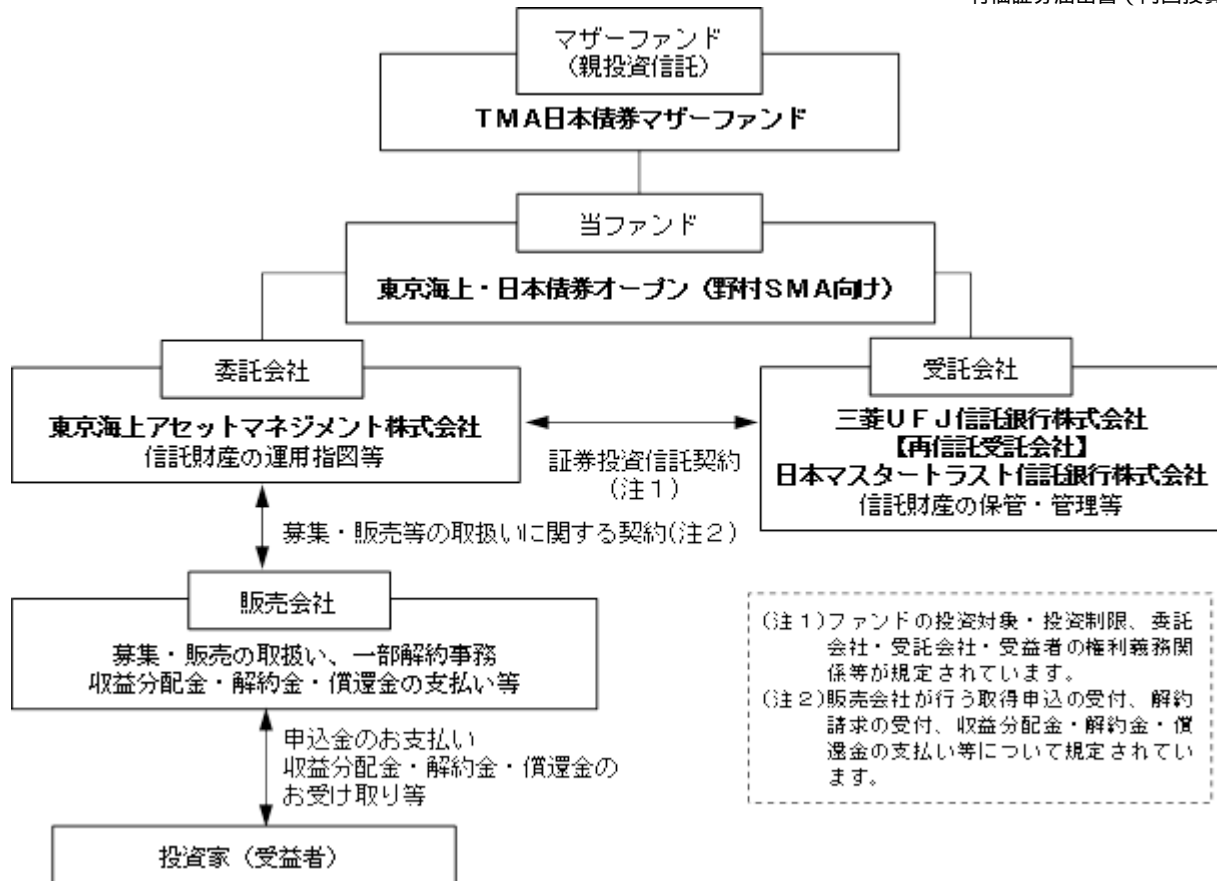 マザーファンド
(親投資信託)
ＴＭＡ日本債券マザーファンド
当ファンド
東京海上・日本債券オープン（野村ＳＭＡ向け）
委託会社
東京海上アセットマネジメント株式会社
信託財産の運用指図等
受託会社
三菱ＵＦＪ信託銀行株式会社
【再信託受託会社】
日本マスタートラスト信託銀行株式会社
信託財産の保管・管理等
証券投資信託契約
(注１)
募集・販売等の取扱いに関する契約(注２)
販売会社
募集・販売の取扱い、一部解約事務
収益分配金・解約金・償還金の支払い等
申込金のお支払い
収益分配金・解約金・償還金の
お受け取り等
投資家（受益者）
(注１)ファンドの投資対象・投資制限、委託
会社・受託会社・受益者の権利義務関
係等が規定されています。
(注２)販売会社が行う取得申込の受付、解約
請求の受付、収益分配金・解約金・償
還金の支払い等について規定されてい
ます。